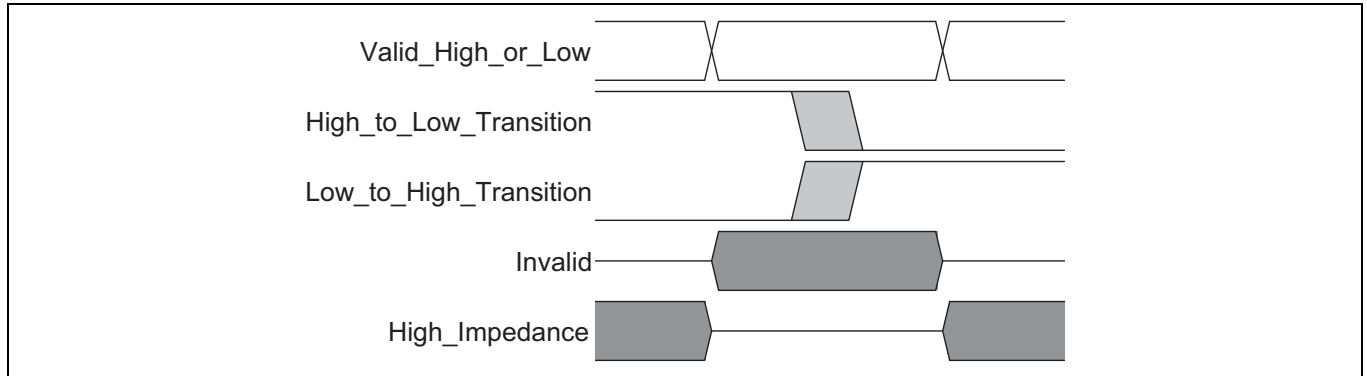 Valid_High_or_Low
High_to_Low_Transition
Low_to_High_Transition
Invalid
High_Impedance